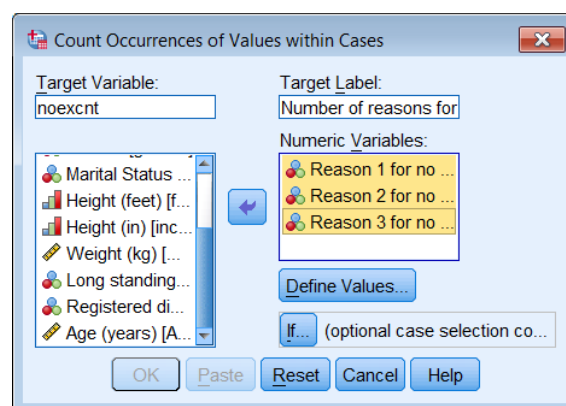 Count Occurrences of Values within Cases
Target Variable:
noexcnt
Target Label:
Number of reasons for
Numeric Variables:
Marital Status ...
Height (feet) [f...
Height (in) [inc...
Weight (kg) [...
Long standing...
Registered di...
Age (years) [A...
Reason 1 for no ...
Reason 2 for no ...
Reason 3 for no ...
Define Values...
If... (optional case selection co...
OK Paste Reset Cancel Help